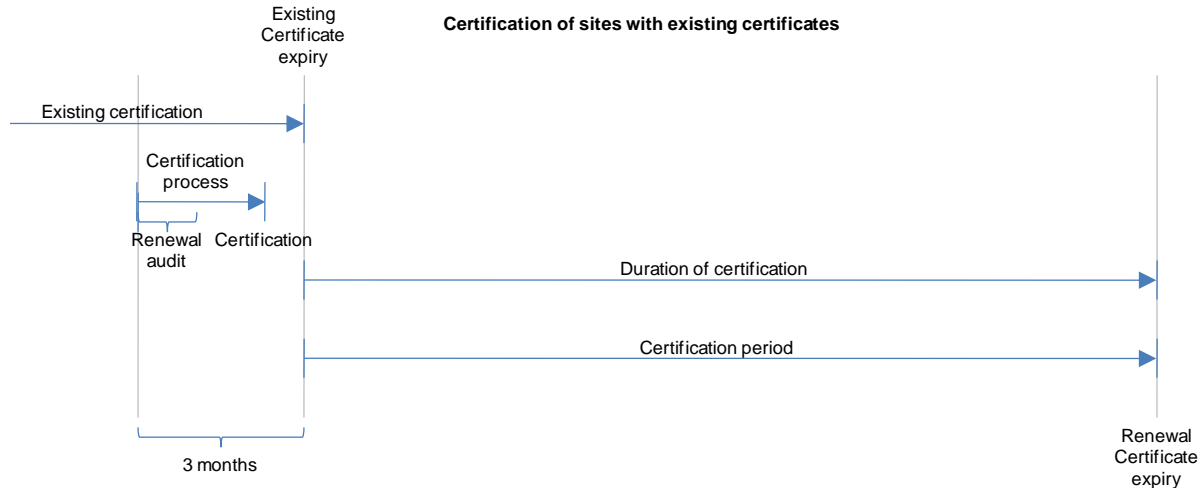 Existing
Certificate
expiry
Certification of sites with existing certificates
Existing certification
Certification
process
Renewal
audit
Certification
Duration of certification
Certification period
3 months
Renewal
Certificate
expiry